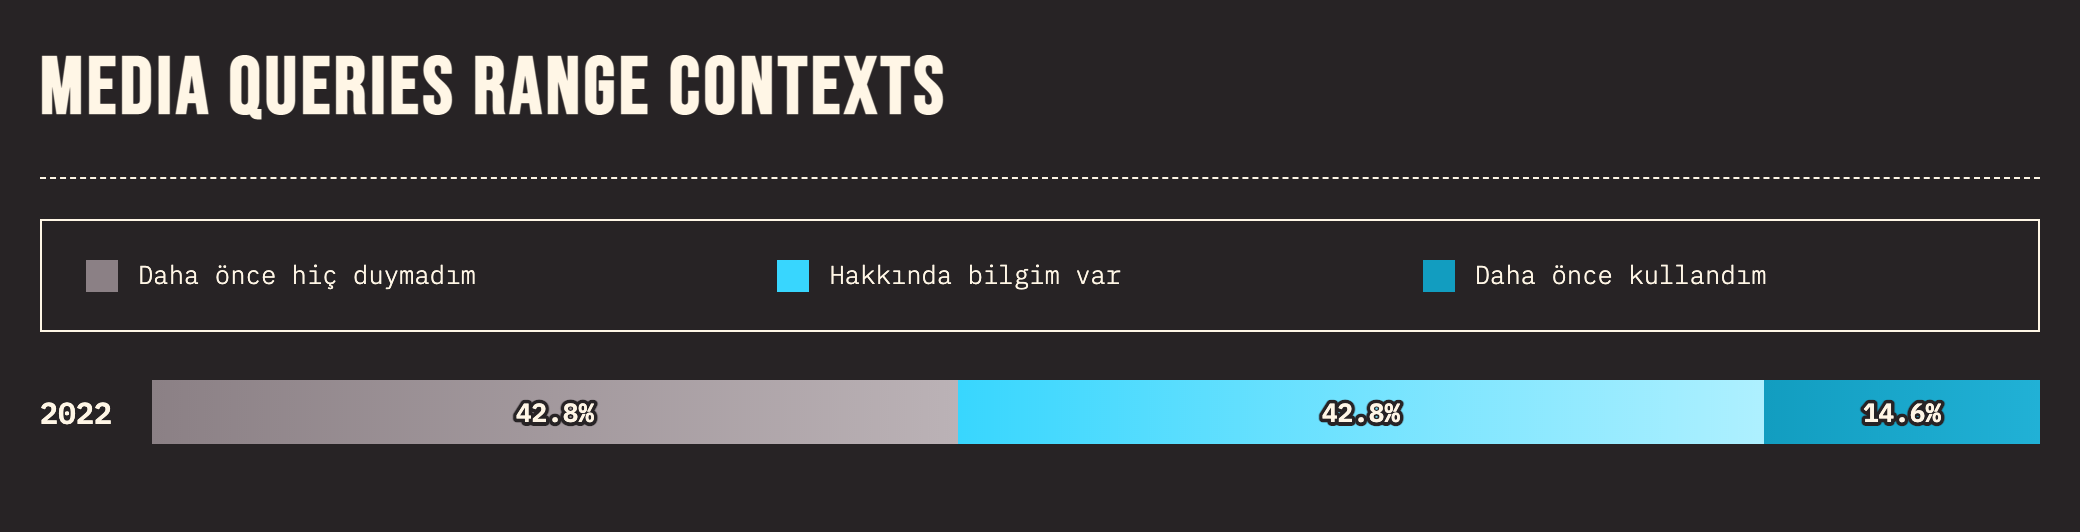 MEDIA QUERIES RANGE CONTEXTS
Daha önce hiç duymadım
Hakkında bilgim var
Daha önce kullandım
2022 42.8% 42.8% 14.6%